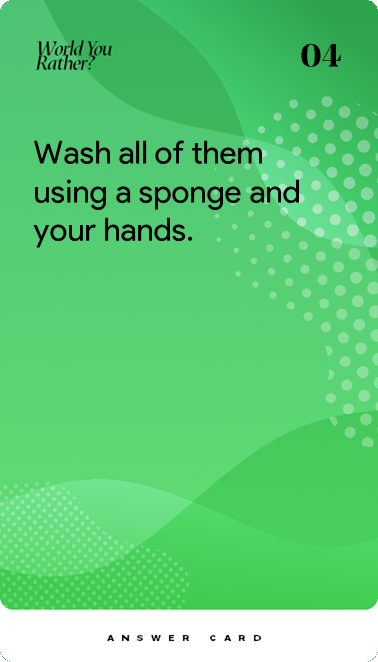 World You
Rather?
04
Wash all of them
using a sponge and
your hands.
ANSWER CARD